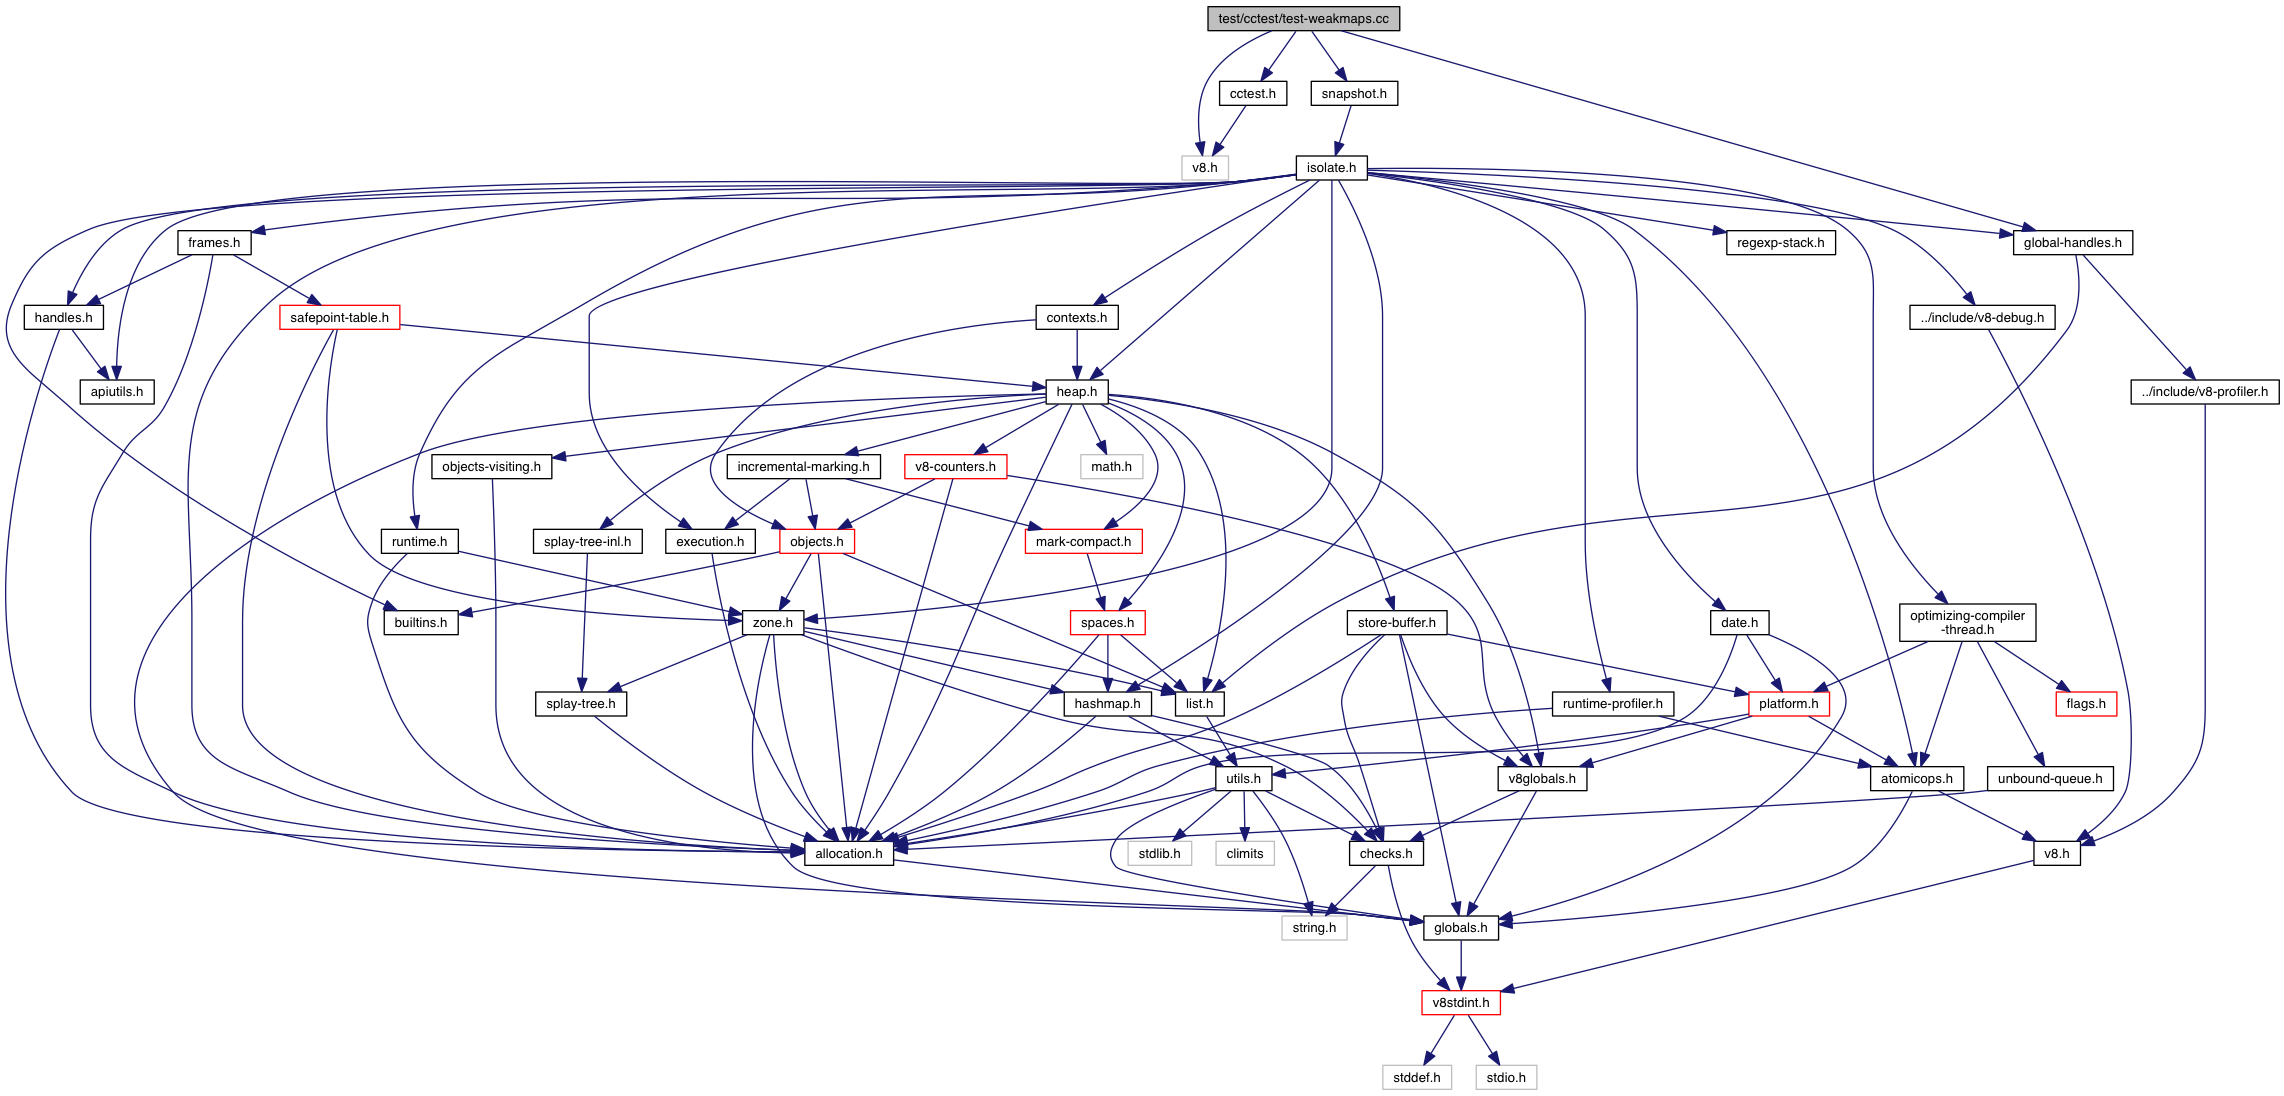 test/cctest/test-weakmaps.cc
cctest.h
snapshot.h
v8.h
isolate.h
frames.h
regexp-stack.h
global-handles.h
handles.h
safepoint-table.h
contexts.h
../include/v8-debug.h
apiutils.h
heap.h
../include/v8-profiler.h
objects-visiting.h
incremental-marking.h
v8-counters.h
math.h
runtime.h
splay-tree-inl.h
execution.h
objects.h
mark-compact.h
builtins.h
zone.h
spaces.h
store-buffer.h
date.h
optimizing-compiler
-thread.h
splay-tree.h
hashmap.h
list.h
runtime-profiler.h
platform.h
flags.h
utils.h
v8globals.h
atomicops.h
unbound-queue.h
allocation.h
stdlib.h
climits
checks.h
v8.h
string.h
globals.h
v8stdint.h
stddef.h
stdio.h